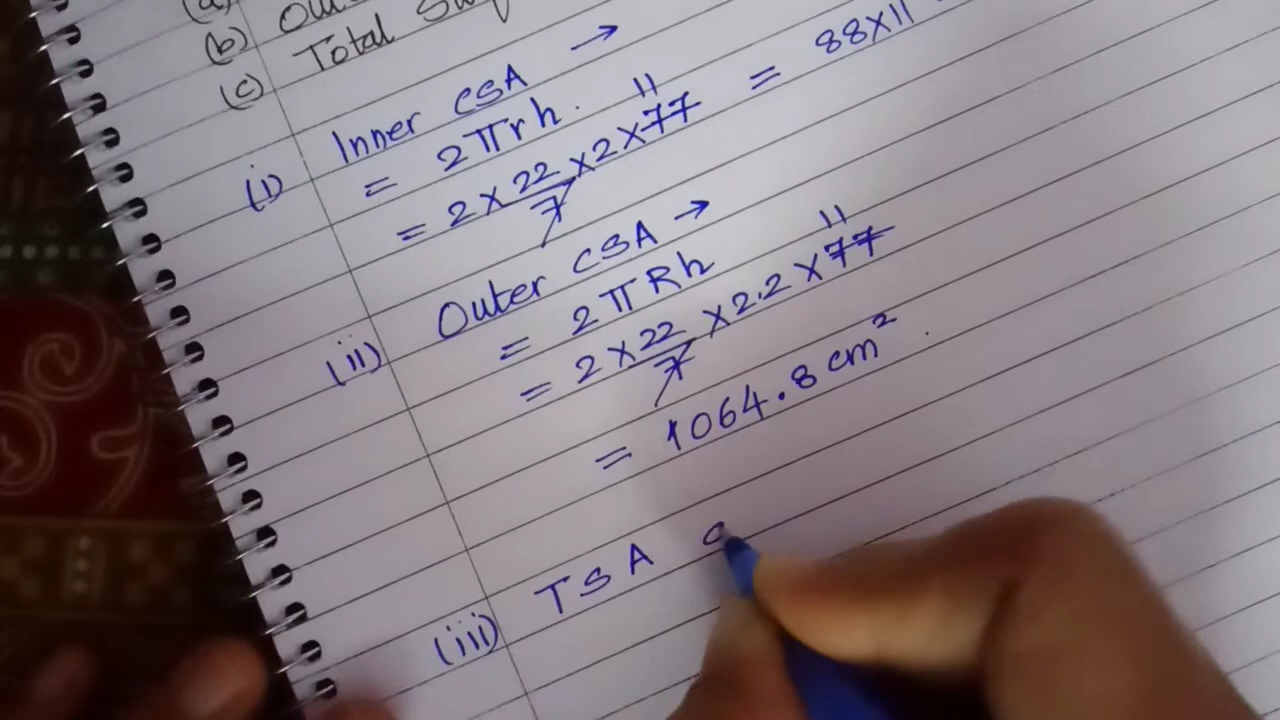 (b)
(c) Total
(i) Inner CSA →
= 2πrh.
= 2 × 22/7 × 2 × 77 11 = 88×11
(ii) Outer CSA →
= 2πRh
= 2 × 22/7 × 2.2 × 77 11
= 1064.8 cm².
(iii) TSA